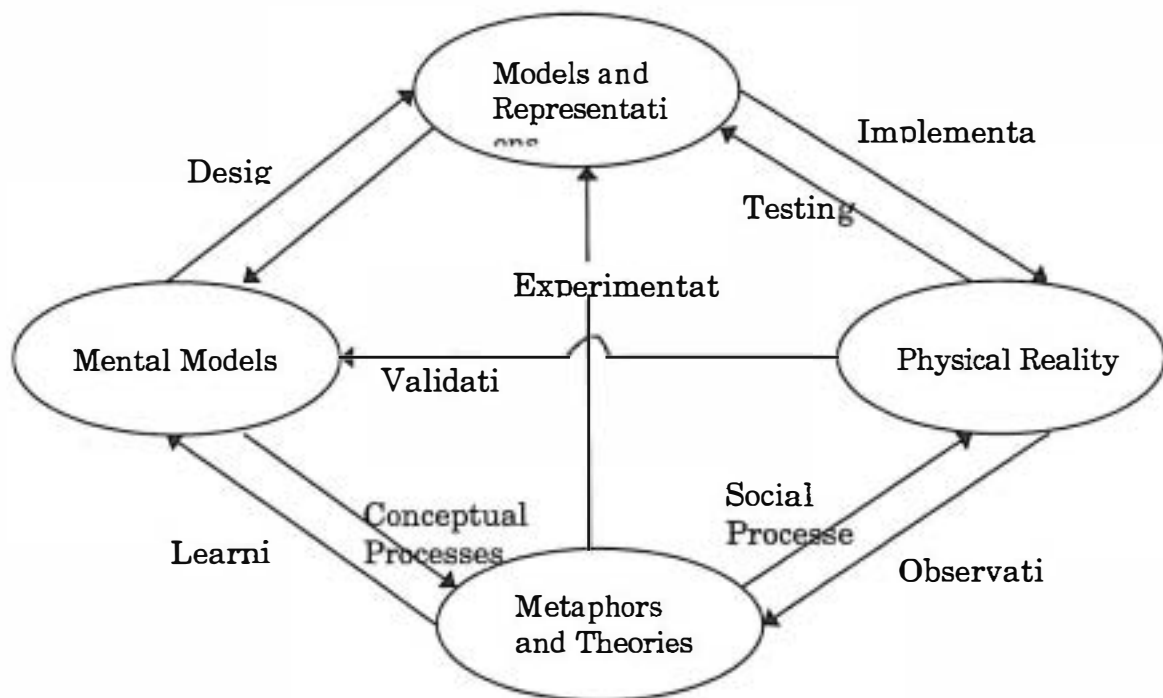 Models and
Representati
ons
Implementa
Desig
Testing
Experimentat
Mental Models
Physical Reality
Validati
Conceptual
Processes
Social
Processe
Learni
Observati
Metaphors
and Theories